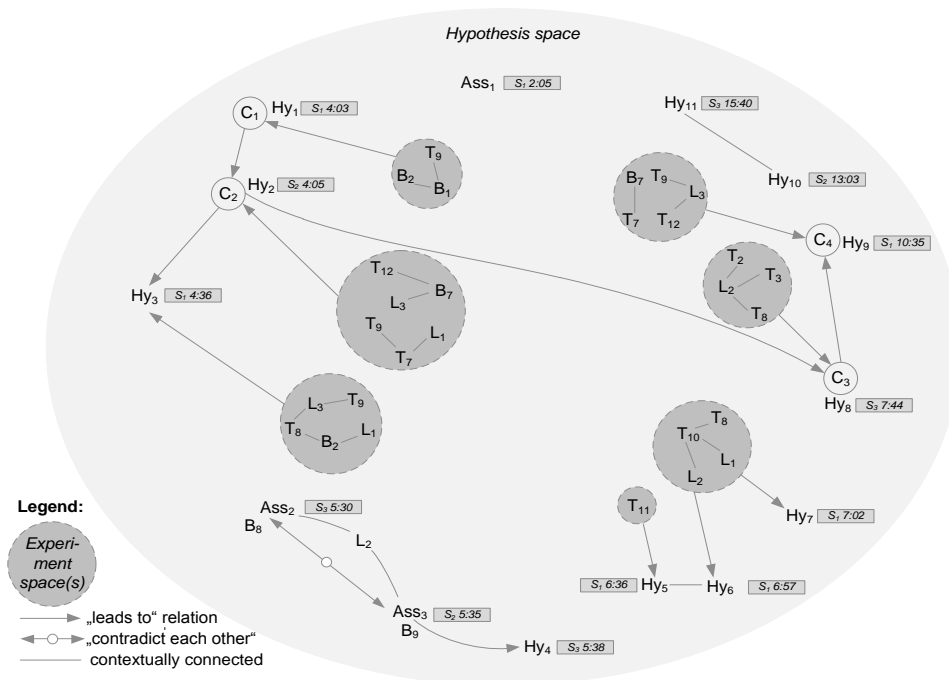 Hypothesis space
Ass₁ S₁ 2:05
Hy₁₁ S₃ 15:40
C₁ Hy₁ S₁ 4:03
T₉
B₂ B₁
Hy₁₀ S₂ 13:03
C₂ Hy₂ S₂ 4:05
B₇ T₉ L₃
T₇ T₁₂
C₄ Hy₉ S₁ 10:35
T₂
L₂ T₃
T₈
T₁₂ B₇
L₃
T₉ L₁
T₇
Hy₃ S₁ 4:36
C₃
Hy₈ S₃ 7:44
L₃ T₉
T₈ B₂ L₁
T₈
T₁₀ L₁
L₂
Hy₇ S₁ 7:02
T₁₁
S₁ 6:36 Hy₅ Hy₆ S₁ 6:57
Ass₂ S₃ 5:30
B₈
L₂
Ass₃ S₂ 5:35
B₉
Hy₄ S₃ 5:38
Legend:
Experi-
ment
space(s)
„leads to“ relation
„contradict each other“
contextually connected